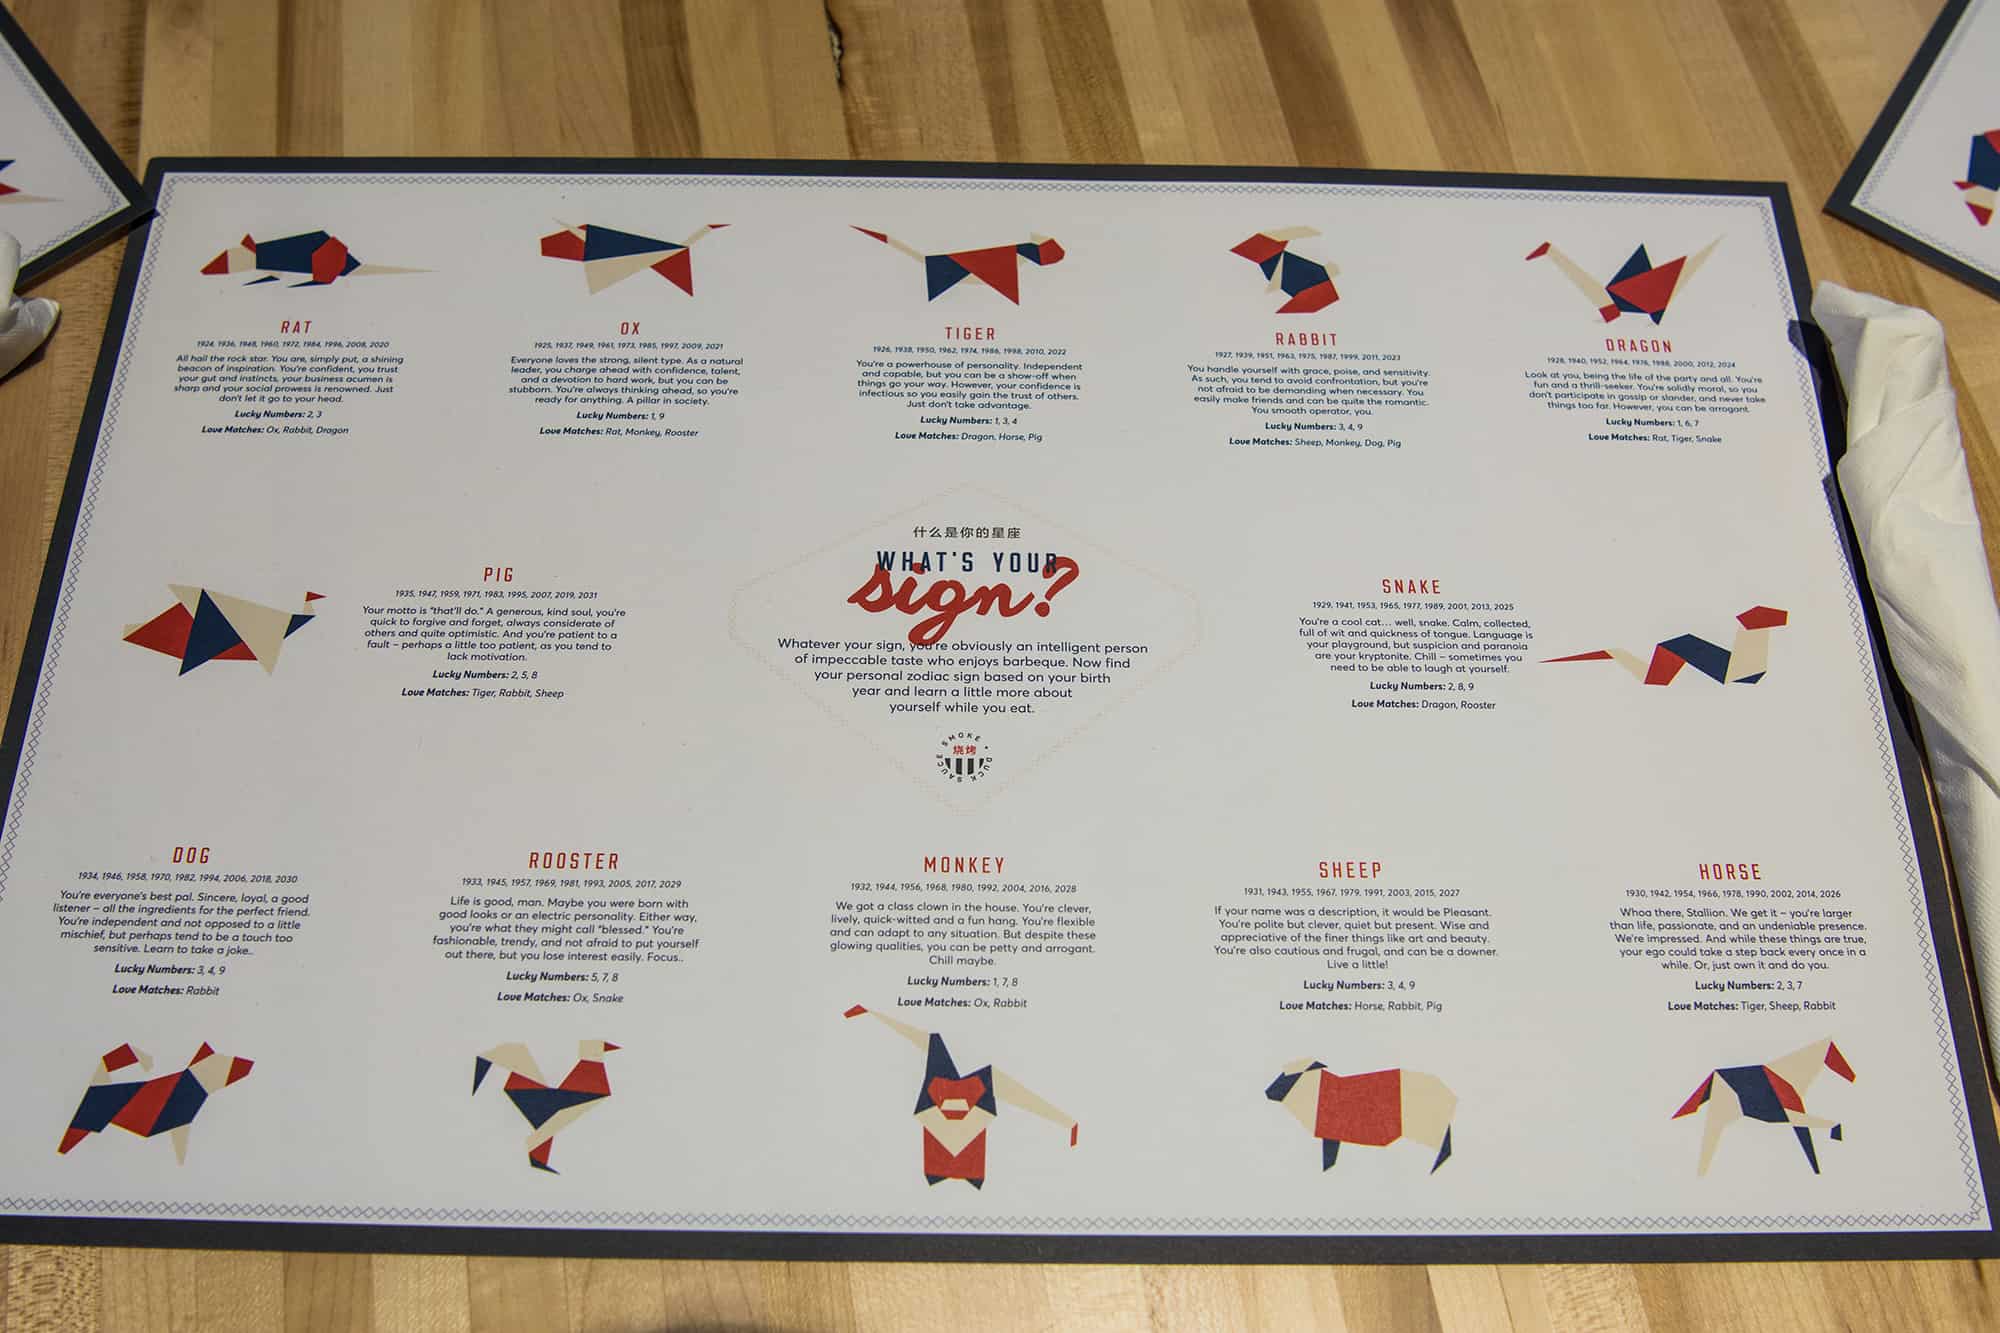 RAT
1924, 1936, 1948, 1960, 1972, 1984, 1996, 2008, 2020
All hail the rock star. You are, simply put, a shining
beacon of inspiration. You're confident, you trust
your gut and instincts, your business acumen is
sharp and your social prowess is renowned. Just
don't let it go to your head.
Lucky Numbers: 2, 3
Love Matches: Ox, Rabbit, Dragon
OX
1925, 1937, 1949, 1961, 1973, 1985, 1997, 2009, 2021
Everyone loves the strong, silent type. As a natural
leader, you charge ahead with confidence, talent,
and a devotion to hard work, but you can be
stubborn. You're always thinking ahead, so you're
ready for anything. A pillar in society.
Lucky Numbers: 1, 9
Love Matches: Rat, Monkey, Rooster
TIGER
1926, 1938, 1950, 1962, 1974, 1986, 1998, 2010, 2022
You're a powerhouse of personality. Independent
and capable, but you can be a show-off when
things go your way. However, your confidence is
infectious so you easily gain the trust of others.
Just don't take advantage.
Lucky Numbers: 1, 3, 4
Love Matches: Dragon, Horse, Pig
RABBIT
1927, 1939, 1951, 1963, 1975, 1987, 1999, 2011, 2023
You handle yourself with grace, poise, and sensitivity.
As such, you tend to avoid confrontation, but you're
not afraid to be demanding when necessary. You
easily make friends and can be quite the romantic.
You smooth operator, you.
Lucky Numbers: 3, 4, 9
Love Matches: Sheep, Monkey, Dog, Pig
DRAGON
1928, 1940, 1952, 1964, 1976, 1988, 2000, 2012, 2024
Look at you, being the life of the party and all. You're
fun and a thrill-seeker. You're solidly moral, so you
don't participate in gossip or slander, and never take
things too far. However, you can be arrogant.
Lucky Numbers: 1, 6, 7
Love Matches: Rat, Tiger, Snake
PIG
1935, 1947, 1959, 1971, 1983, 1995, 2007, 2019, 2031
Your motto is "that'll do." A generous, kind soul, you're
quick to forgive and forget, always considerate of
others and quite optimistic. And you're patient to a
fault – perhaps a little too patient, as you tend to
lack motivation.
Lucky Numbers: 2, 5, 8
Love Matches: Tiger, Rabbit, Sheep
什么是你的星座
WHAT'S YOUR
sign?
Whatever your sign, you're obviously an intelligent person
of impeccable taste who enjoys barbeque. Now find
your personal zodiac sign based on your birth
year and learn a little more about
yourself while you eat.
SMOKE • DUCK SAUCE
烧烤
SNAKE
1929, 1941, 1953, 1965, 1977, 1989, 2001, 2013, 2025
You're a cool cat... well, snake. Calm, collected,
full of wit and quickness of tongue. Language is
your playground, but suspicion and paranoia
are your kryptonite. Chill – sometimes you
need to be able to laugh at yourself.
Lucky Numbers: 2, 8, 9
Love Matches: Dragon, Rooster
DOG
1934, 1946, 1958, 1970, 1982, 1994, 2006, 2018, 2030
You're everyone's best pal. Sincere, loyal, a good
listener – all the ingredients for the perfect friend.
You're independent and not opposed to a little
mischief, but perhaps tend to be a touch too
sensitive. Learn to take a joke..
Lucky Numbers: 3, 4, 9
Love Matches: Rabbit
ROOSTER
1933, 1945, 1957, 1969, 1981, 1993, 2005, 2017, 2029
Life is good, man. Maybe you were born with
good looks or an electric personality. Either way,
you're what they might call "blessed." You're
fashionable, trendy, and not afraid to put yourself
out there, but you lose interest easily. Focus..
Lucky Numbers: 5, 7, 8
Love Matches: Ox, Snake
MONKEY
1932, 1944, 1956, 1968, 1980, 1992, 2004, 2016, 2028
We got a class clown in the house. You're clever,
lively, quick-witted and a fun hang. You're flexible
and can adapt to any situation. But despite these
glowing qualities, you can be petty and arrogant.
Chill maybe.
Lucky Numbers: 1, 7, 8
Love Matches: Ox, Rabbit
SHEEP
1931, 1943, 1955, 1967, 1979, 1991, 2003, 2015, 2027
If your name was a description, it would be Pleasant.
You're polite but clever, quiet but present. Wise and
appreciative of the finer things like art and beauty.
You're also cautious and frugal, and can be a downer.
Live a little!
Lucky Numbers: 3, 4, 9
Love Matches: Horse, Rabbit, Pig
HORSE
1930, 1942, 1954, 1966, 1978, 1990, 2002, 2014, 2026
Whoa there, Stallion. We get it – you're larger
than life, passionate, and an undeniable presence.
We're impressed. And while these things are true,
your ego could take a step back every once in a
while. Or, just own it and do you.
Lucky Numbers: 2, 3, 7
Love Matches: Tiger, Sheep, Rabbit